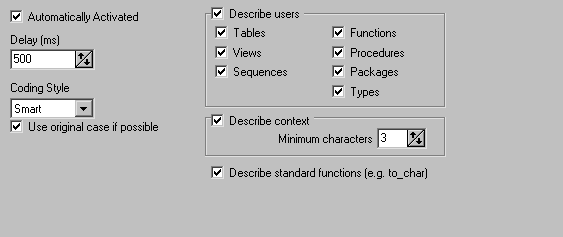 Automatically Activated
Delay (ms)
500
Coding Style
Smart
Use original case if possible
Describe users
Tables
Functions
Views
Procedures
Sequences
Packages
Types
Describe context
Minimum characters 3
Describe standard functions (e.g. to_char)